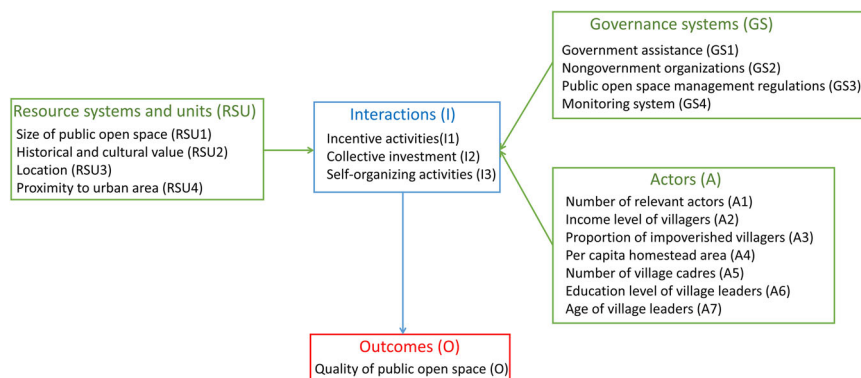 Resource systems and units (RSU)
Size of public open space (RSU1)
Historical and cultural value (RSU2)
Location (RSU3)
Proximity to urban area (RSU4)
Interactions (I)
Incentive activities(I1)
Collective investment (I2)
Self-organizing activities (I3)
Governance systems (GS)
Government assistance (GS1)
Nongovernment organizations (GS2)
Public open space management regulations (GS3)
Monitoring system (GS4)
Actors (A)
Number of relevant actors (A1)
Income level of villagers (A2)
Proportion of impoverished villagers (A3)
Per capita homestead area (A4)
Number of village cadres (A5)
Education level of village leaders (A6)
Age of village leaders (A7)
Outcomes (O)
Quality of public open space (O)